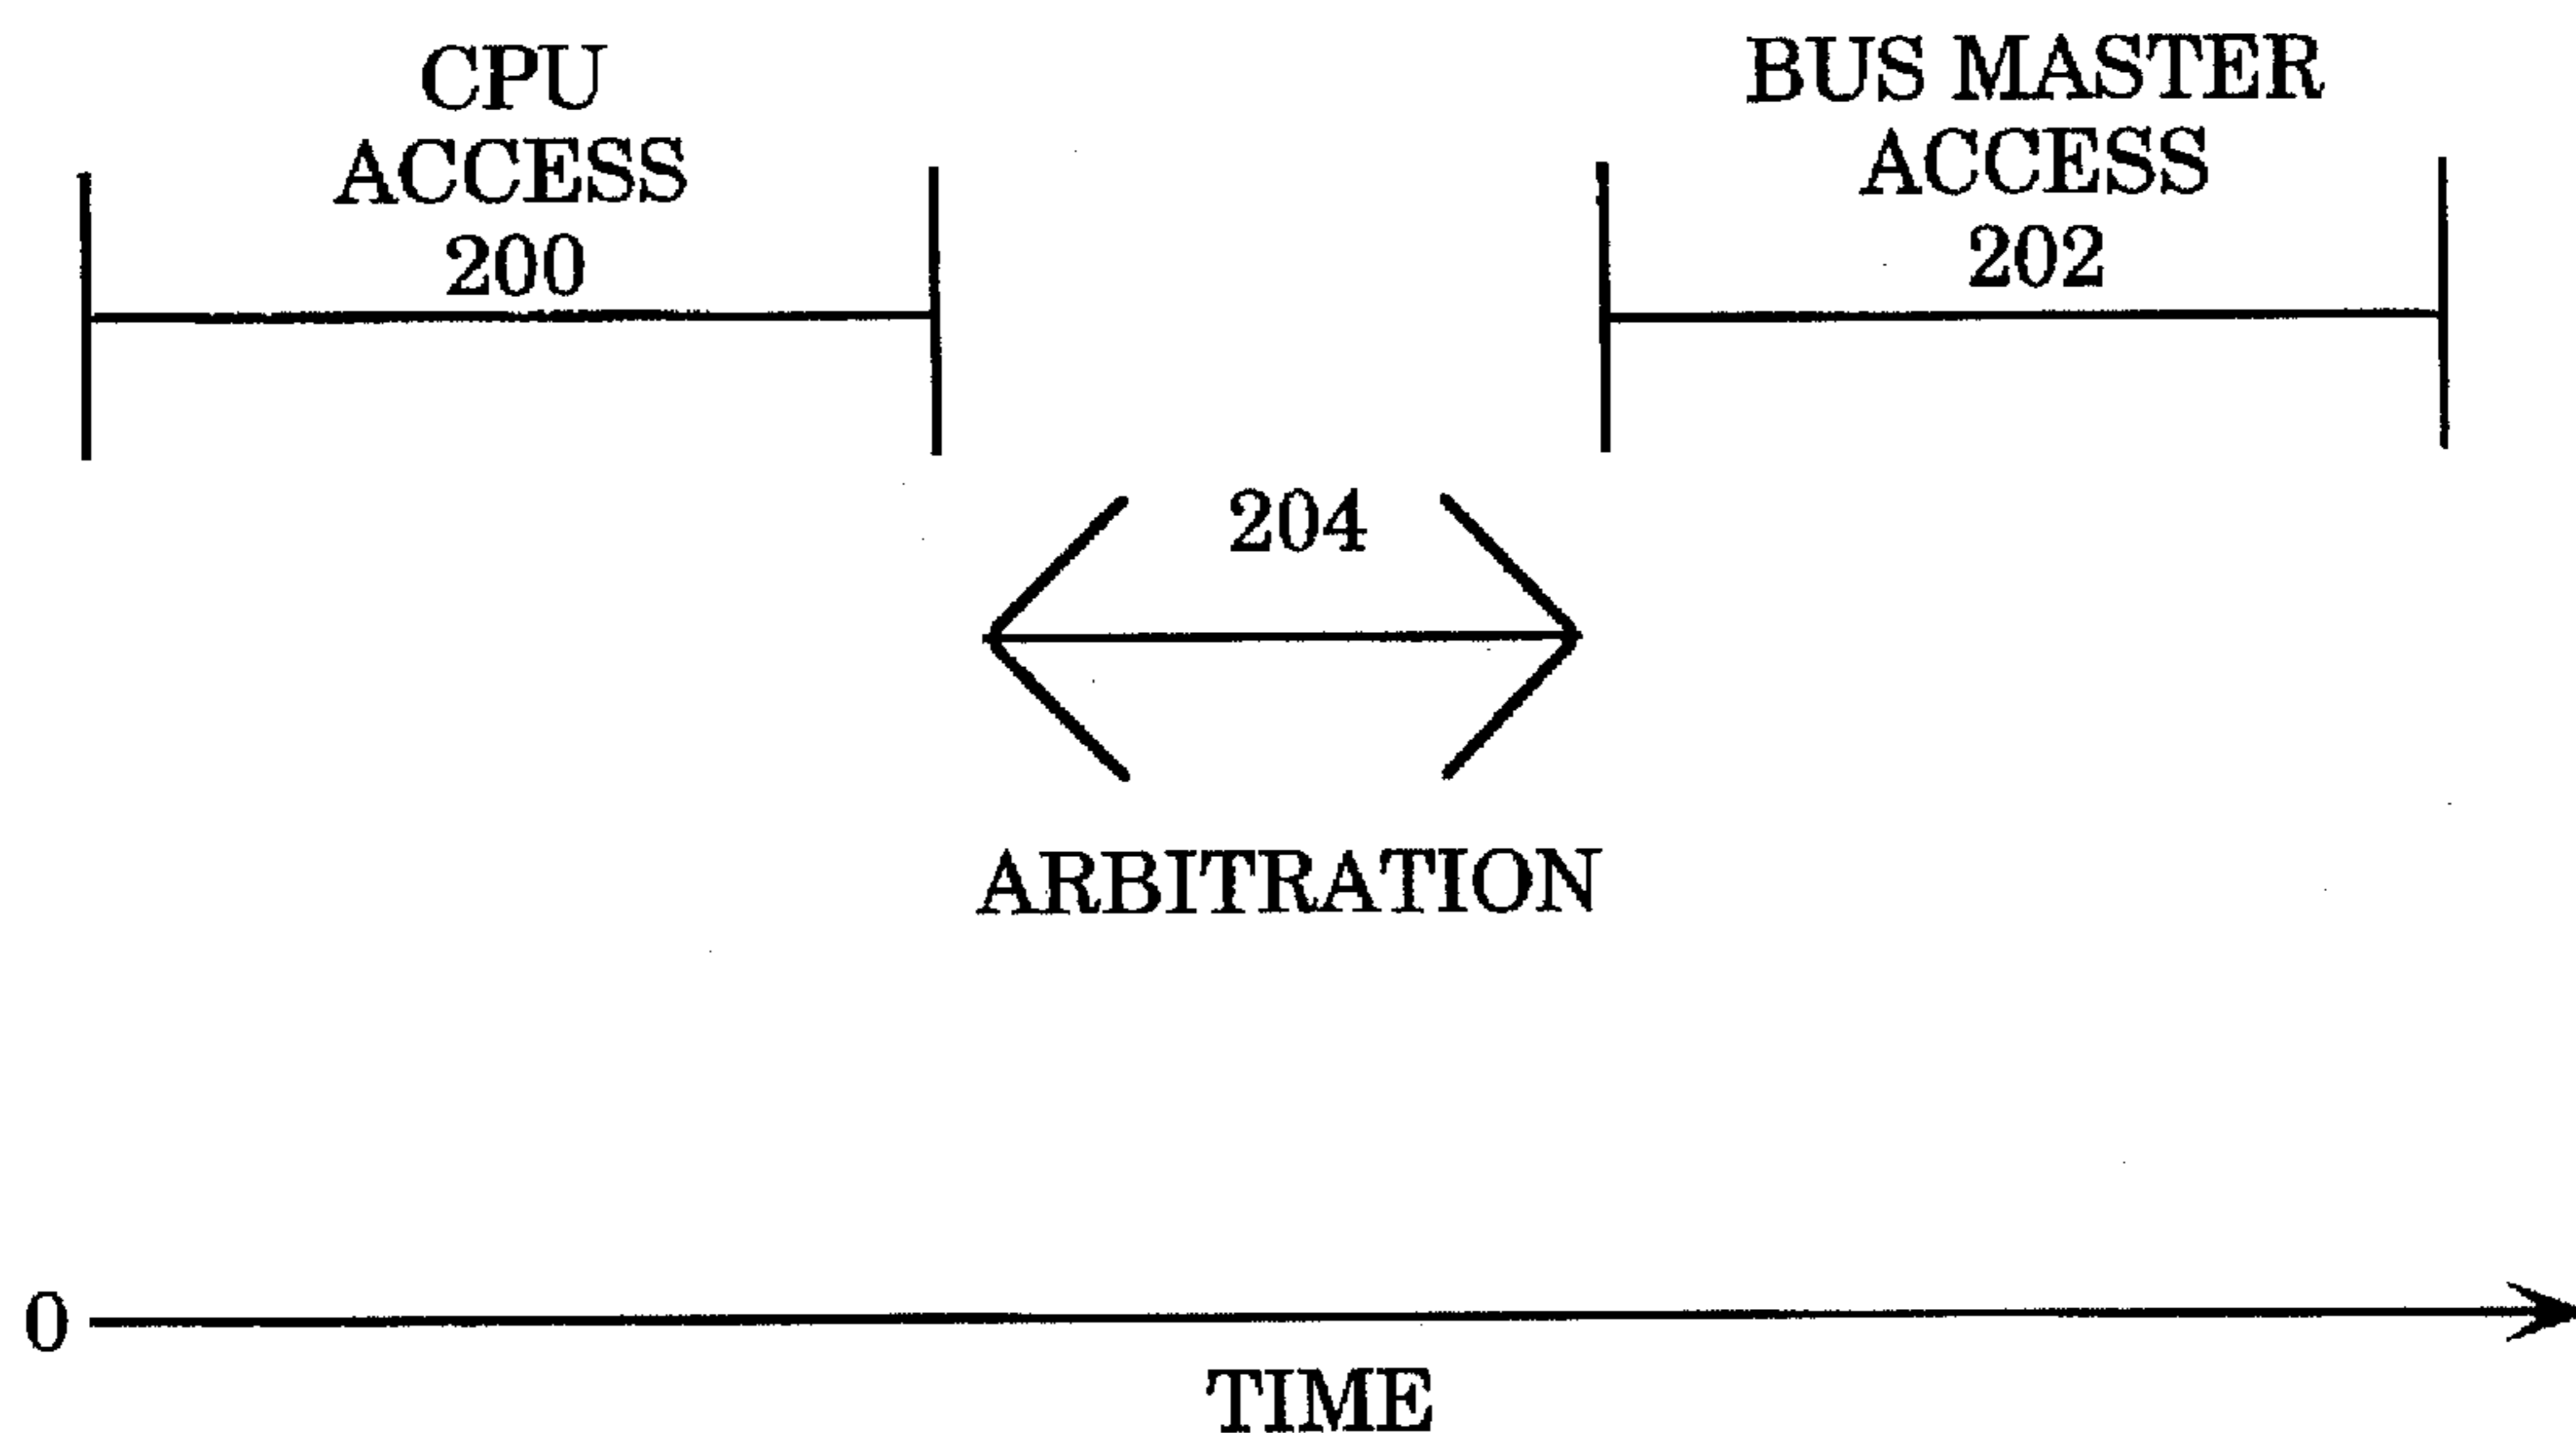 CPU
ACCESS
200
BUS MASTER
ACCESS
202
204
ARBITRATION
0
TIME